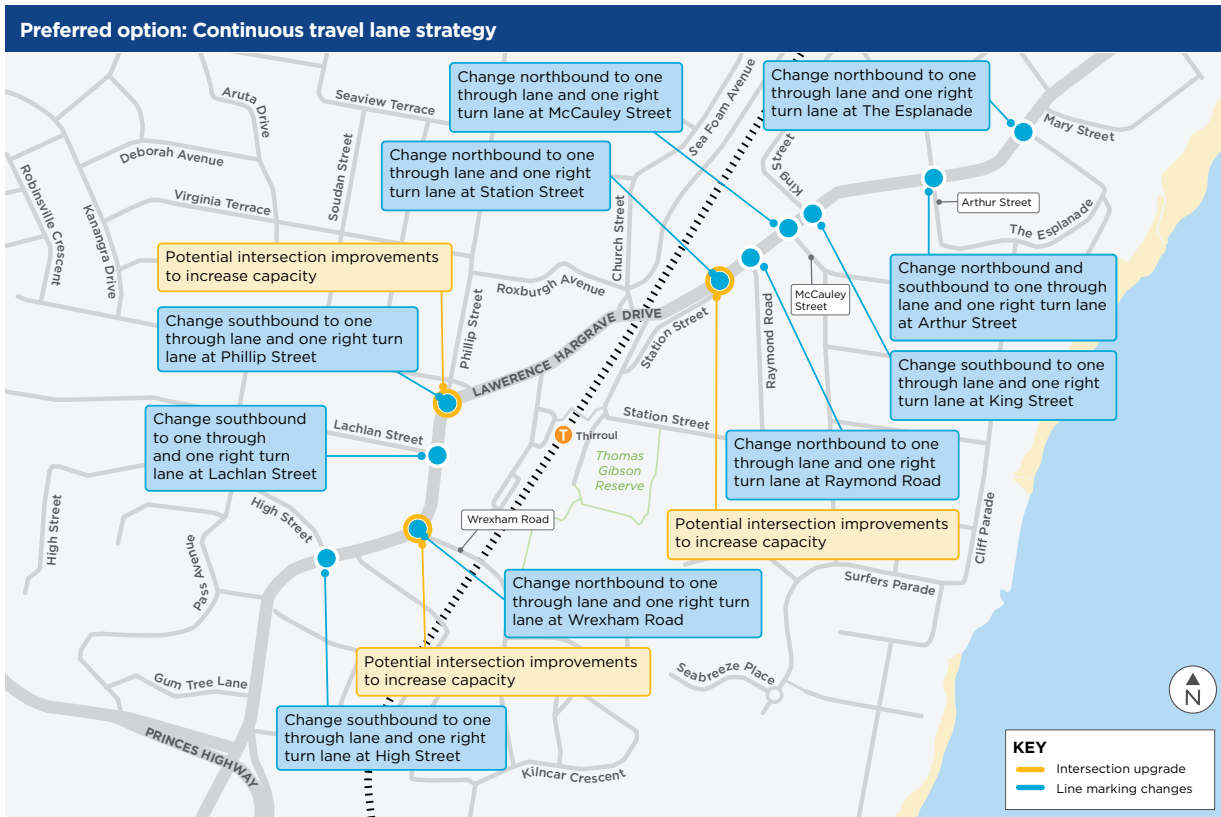 Preferred option: Continuous travel lane strategy
Change northbound to one
through lane and one right
turn lane at McCauley Street
Change northbound to one
through lane and one right
turn lane at The Esplanade
Change northbound to one
through lane and one right
turn lane at Station Street
Potential intersection improvements
to increase capacity
Change southbound to one
through lane and one right turn
lane at Phillip Street
Change southbound
to one through
and one right turn
lane at Lachlan Street
Change northbound and
southbound to one through
lane and one right turn lane
at Arthur Street
Change southbound to one
through lane and one right
turn lane at King Street
Change northbound to one
through lane and one right
turn lane at Raymond Road
Potential intersection improvements
to increase capacity
Change northbound to one
through lane and one right turn
lane at Wrexham Road
Potential intersection improvements
to increase capacity
Change southbound to one
through lane and one right
turn lane at High Street
Aruta Drive
Seaview Terrace
Sea Foam Avenue
Deborah Avenue
Soudan Street
Virginia Terrace
Robinsville Crescent
Kanangra Drive
King Street
Mary Street
Arthur Street
The Esplanade
Church Street
Roxburgh Avenue
Phillip Street
LAWERENCE HARGRAVE DRIVE
Station Street
McCauley
Street
Raymond Road
Lachlan Street
Station Street
T
Thirroul
Thomas
Gibson
Reserve
High Street
High Street
Wrexham Road
Pass Avenue
Cliff Parade
Surfers Parade
Seabreeze Place
Gum Tree Lane
PRINCES HIGHWAY
Kilncar Crescent
N
KEY
Intersection upgrade
Line marking changes